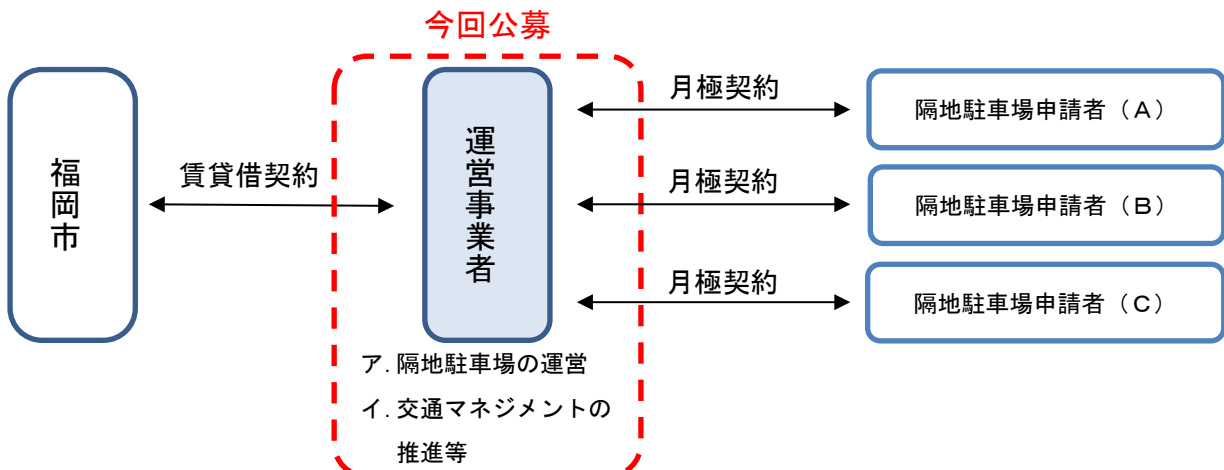 今回公募
福岡市
賃貸借契約
運営事業者
月極契約
隔地駐車場申請者（Ａ）
月極契約
隔地駐車場申請者（Ｂ）
月極契約
隔地駐車場申請者（Ｃ）
ア. 隔地駐車場の運営
イ. 交通マネジメントの
推進等